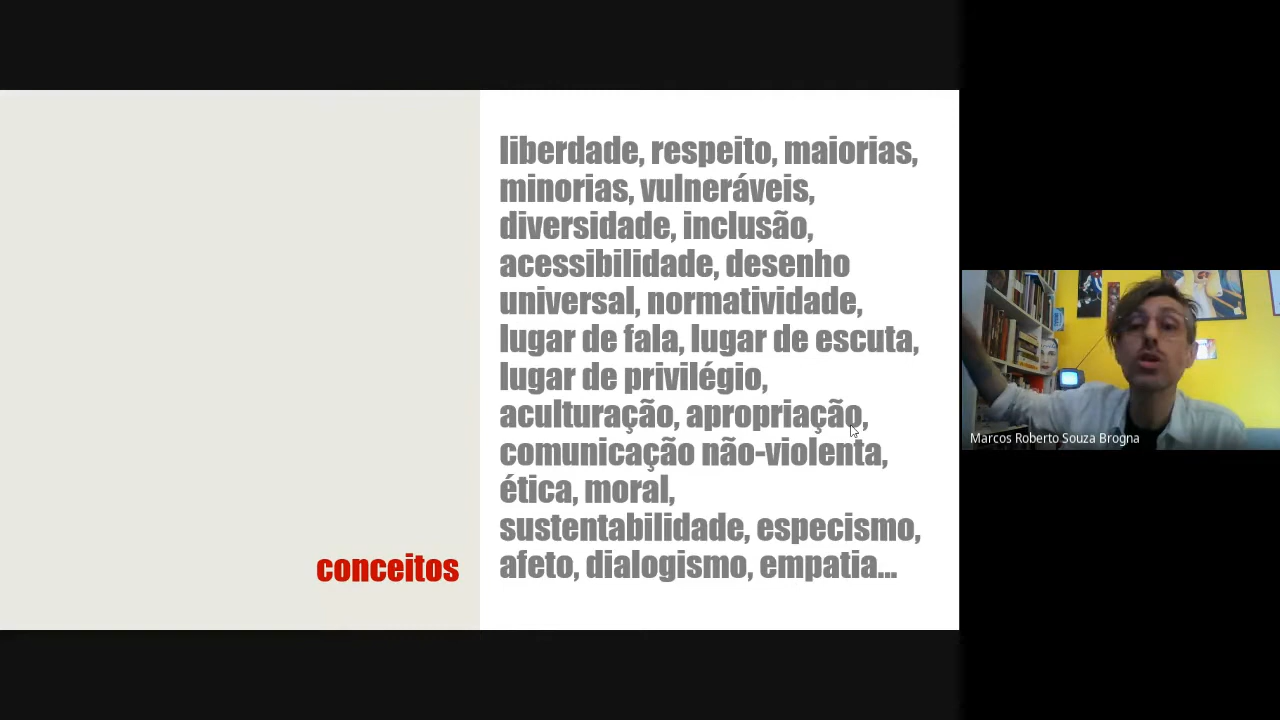 liberdade, respeito, maiorias,
minorias, vulneráveis,
diversidade, inclusão,
acessibilidade, desenho
universal, normatividade,
lugar de fala, lugar de escuta,
lugar de privilégio,
aculturação, apropriação,
comunicação não-violenta,
ética, moral,
sustentabilidade, especismo,
afeto, dialogismo, empatia...
conceitos
Marcos Roberto Souza Brogna